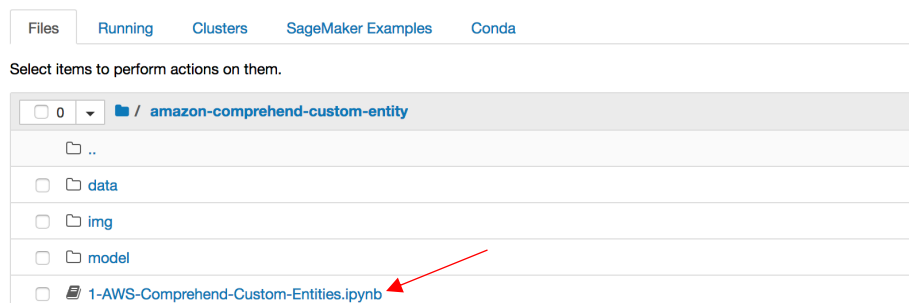 Files Running Clusters SageMaker Examples Conda
Select items to perform actions on them.
0 / amazon-comprehend-custom-entity
..
data
img
model
1-AWS-Comprehend-Custom-Entities.ipynb